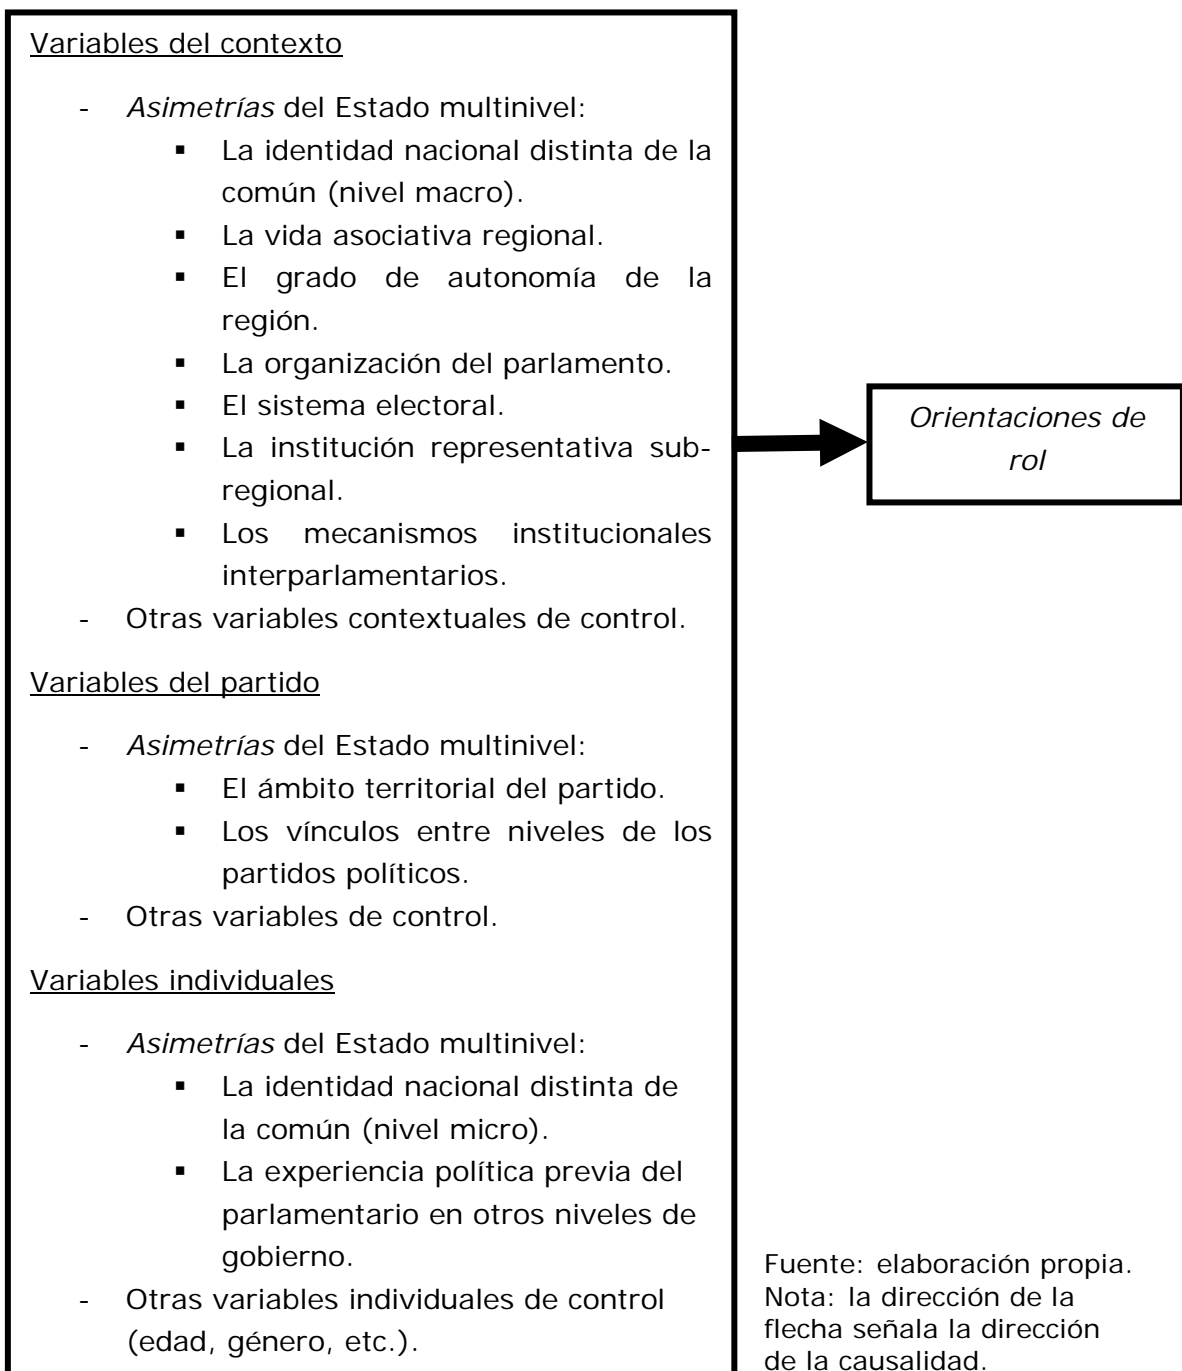 Variables del contexto
- Asimetrías del Estado multinivel:
▪ La identidad nacional distinta de la
común (nivel macro).
▪ La vida asociativa regional.
▪ El grado de autonomía de la
región.
▪ La organización del parlamento.
▪ El sistema electoral.
▪ La institución representativa sub-
regional.
▪ Los mecanismos institucionales
interparlamentarios.
- Otras variables contextuales de control.
Variables del partido
- Asimetrías del Estado multinivel:
▪ El ámbito territorial del partido.
▪ Los vínculos entre niveles de los
partidos políticos.
- Otras variables de control.
Variables individuales
- Asimetrías del Estado multinivel:
▪ La identidad nacional distinta de
la común (nivel micro).
▪ La experiencia política previa del
parlamentario en otros niveles de
gobierno.
- Otras variables individuales de control
(edad, género, etc.).
Orientaciones de
rol
Fuente: elaboración propia.
Nota: la dirección de la
flecha señala la dirección
de la causalidad.